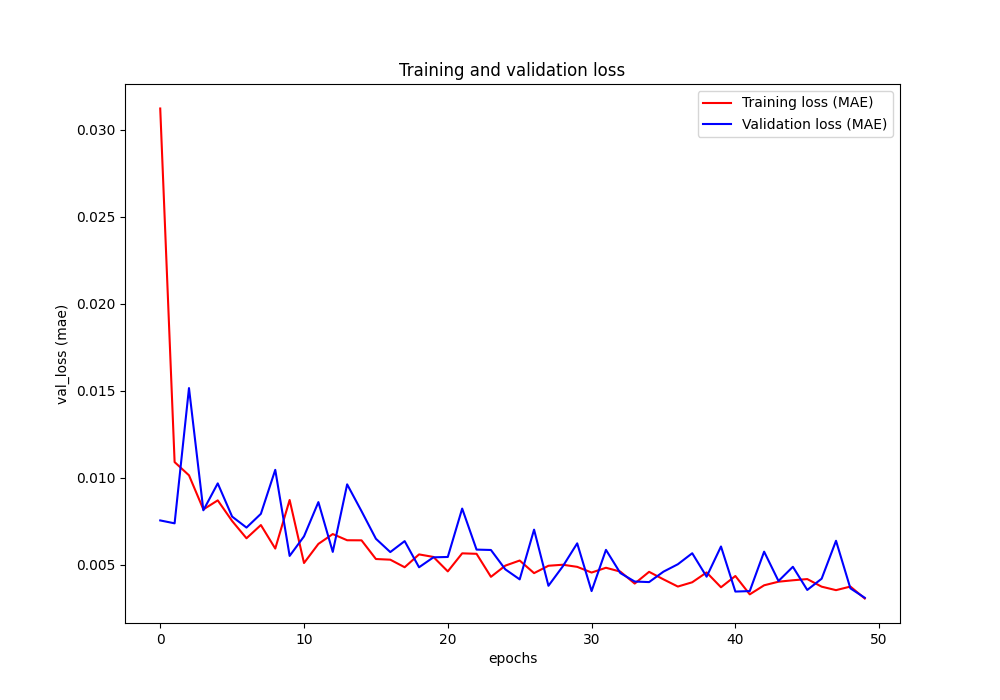 Training and validation loss
Training loss (MAE)
Validation loss (MAE)
0.030
0.025
0.020
0.015
0.010
0.005
val_loss (mae)
0 10 20 30 40 50
epochs